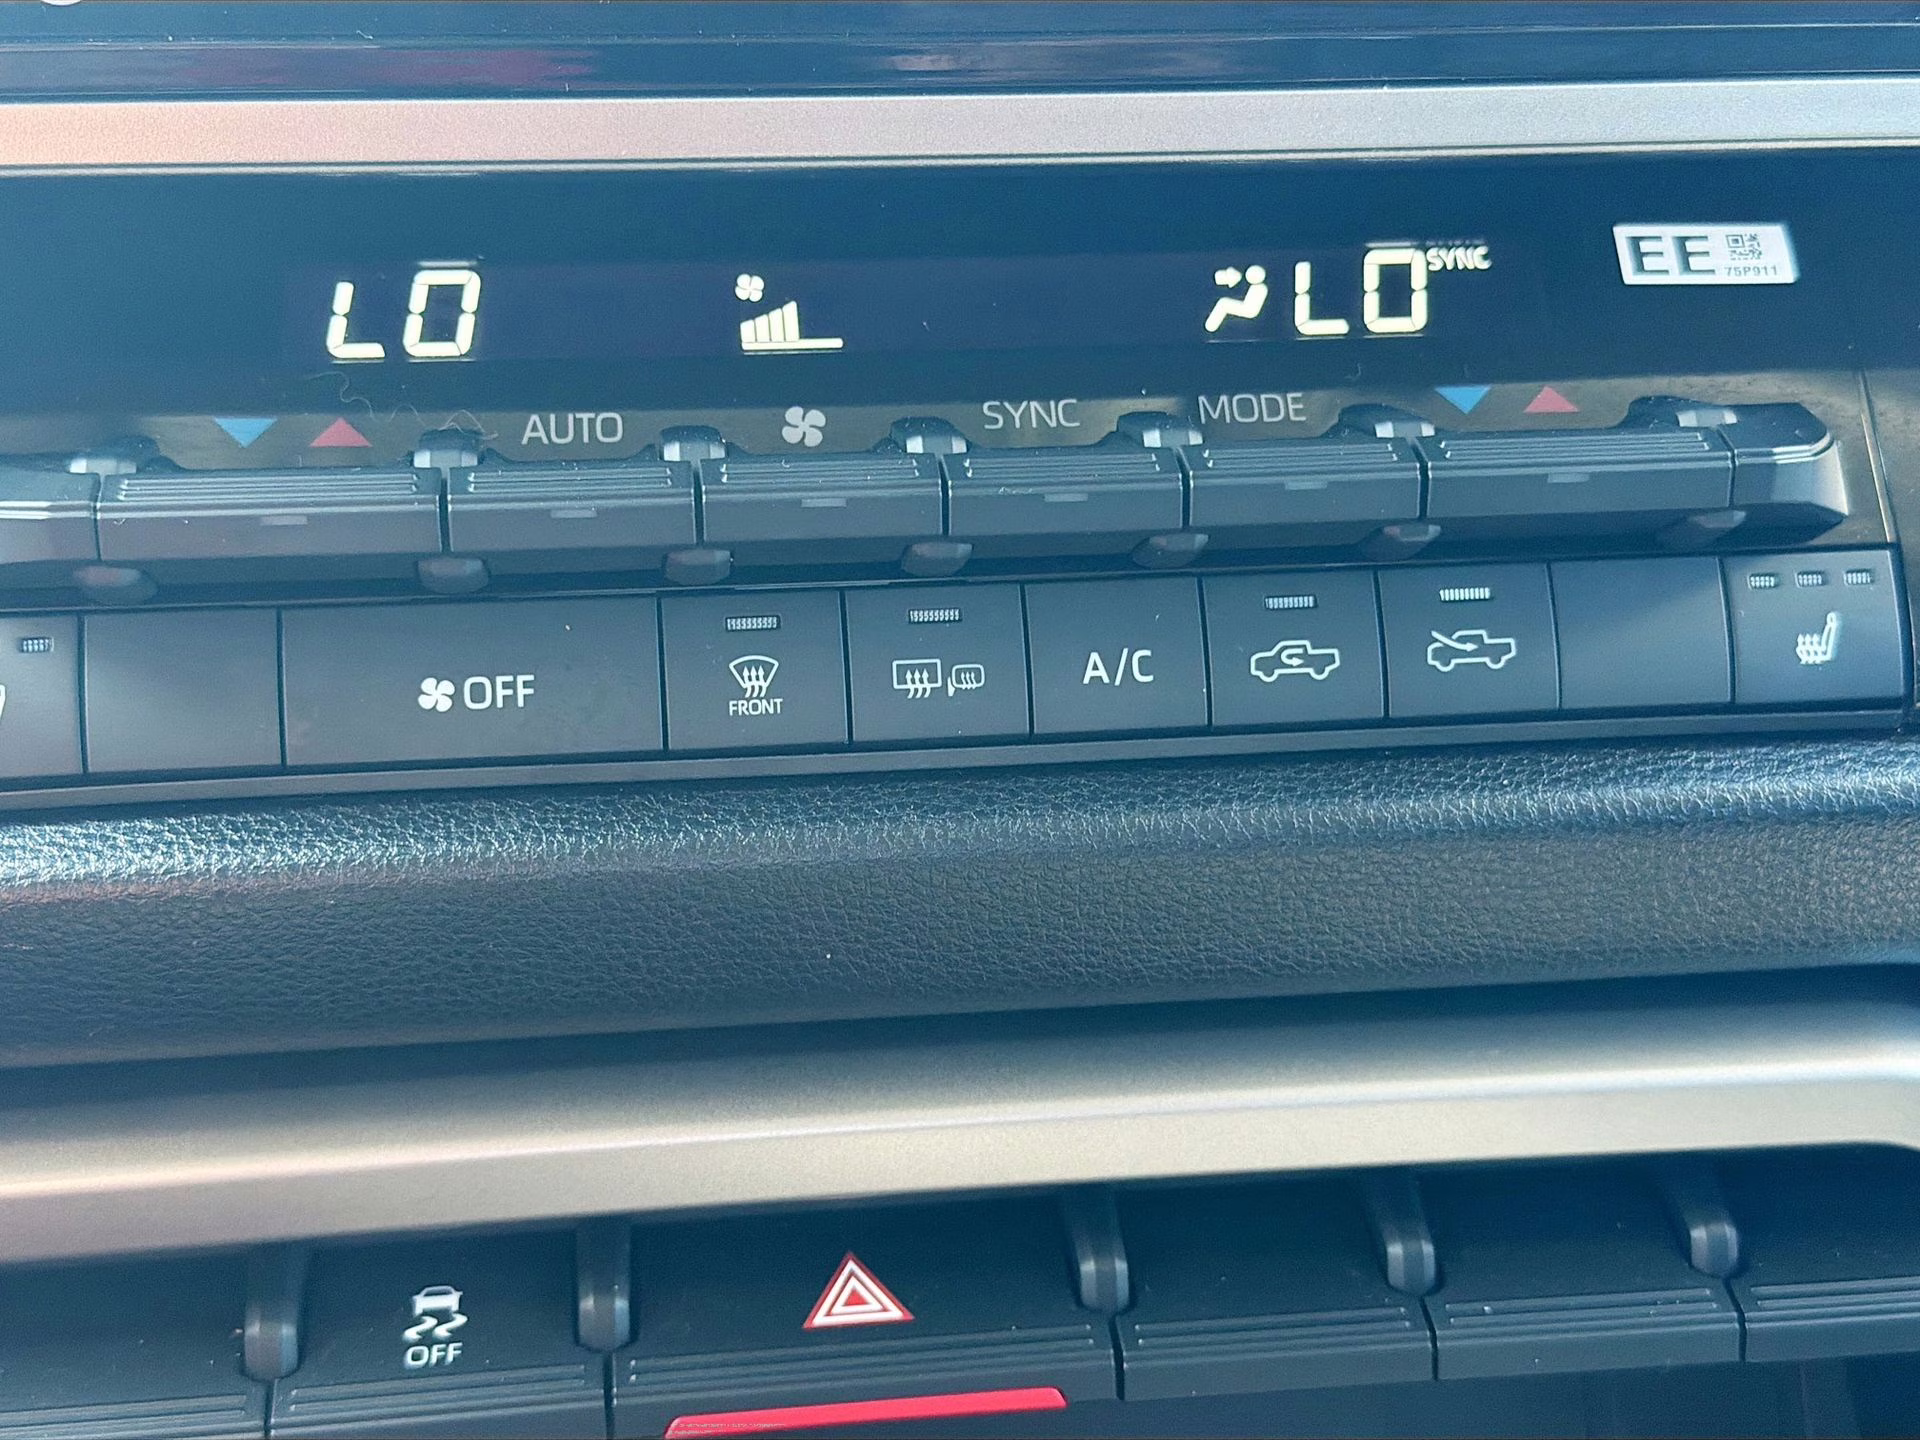 LO
LO SYNC
EE
75P911
AUTO
SYNC
MODE
OFF
FRONT
A/C
OFF